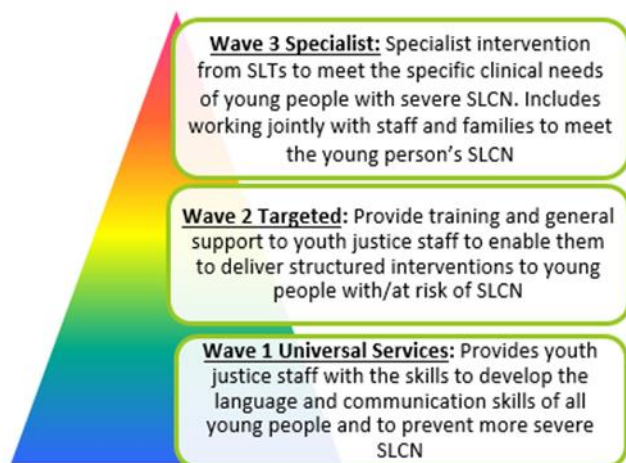 Wave 3 Specialist: Specialist intervention
from SLTs to meet the specific clinical needs
of young people with severe SLCN. Includes
working jointly with staff and families to meet
the young person's SLCN
Wave 2 Targeted: Provide training and general
support to youth justice staff to enable them
to deliver structured interventions to young
people with/at risk of SLCN
Wave 1 Universal Services: Provides youth
justice staff with the skills to develop the
language and communication skills of all
young people and to prevent more severe
SLCN